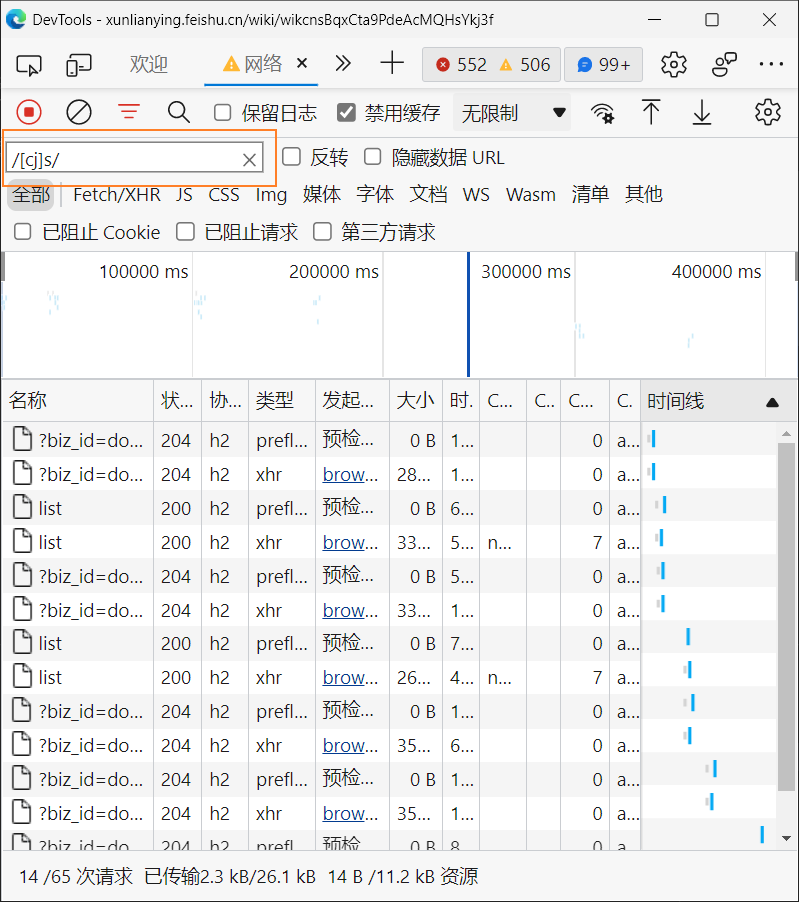 DevTools - xunlianying.feishu.cn/wiki/wikcnsBqxCta9PdeAcMQHsYkj3f
欢迎 网络 552 506 99+
保留日志 禁用缓存 无限制
/[cj]s/ 反转 隐藏数据 URL
全部 Fetch/XHR JS CSS Img 媒体 字体 文档 WS Wasm 清单 其他
已阻止 Cookie 已阻止请求 第三方请求
100000 ms 200000 ms 300000 ms 400000 ms
名称 状... 协... 类型 发起... 大小 时. C... C.. C... C. 时间线
?biz_id=do... 204 h2 prefl... 预检... 0 B 1... 0 a...
?biz_id=do... 204 h2 xhr brow... 28... 1... 0 a...
list 200 h2 prefl... 预检... 0 B 6... 0 a...
list 200 h2 xhr brow... 33... 5... n... 7 a...
?biz_id=do... 204 h2 prefl... 预检... 0 B 5... 0 a...
?biz_id=do... 204 h2 xhr brow... 33... 1... 0 a...
list 200 h2 prefl... 预检... 0 B 7... 0 a...
list 200 h2 xhr brow... 26... 4... n... 7 a...
?biz_id=do... 204 h2 prefl... 预检... 0 B 1... 0 a...
?biz_id=do... 204 h2 xhr brow... 35... 6... 0 a...
?biz_id=do... 204 h2 prefl... 预检... 0 B 1... 0 a...
?biz_id=do... 204 h2 xhr brow... 35... 1... 0 a...
?biz_id=do... 204 h2 prefl... 预检... 0 B 8... 0 a...
14 /65 次请求 已传输2.3 kB/26.1 kB 14 B /11.2 kB 资源